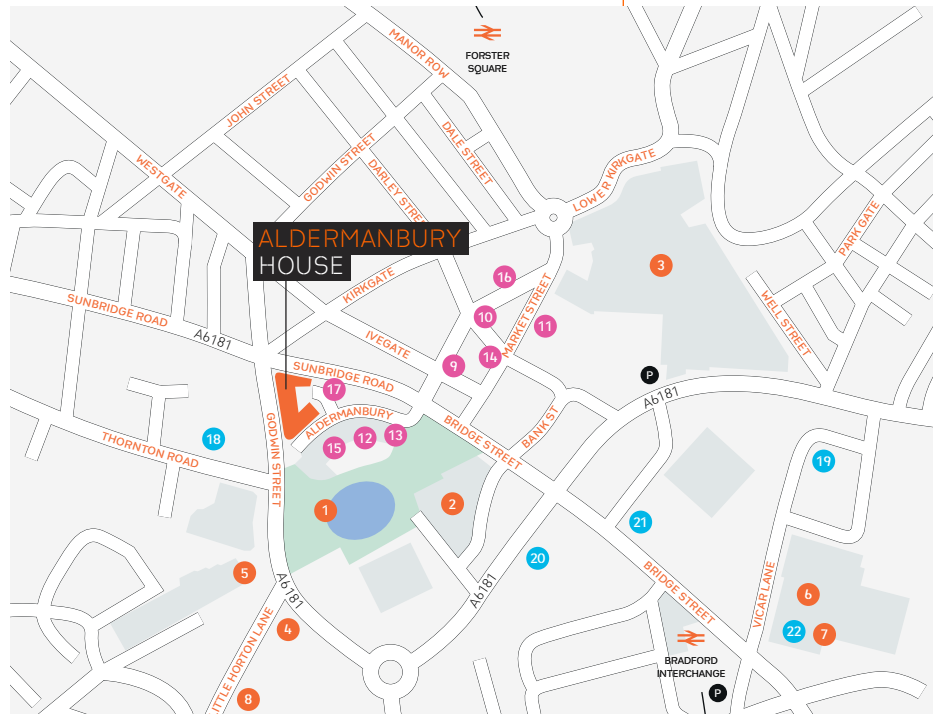 FORSTER
SQUARE
MANOR ROW
JOHN STREET
DALE STREET
GODWIN STREET
WESTGATE
DARLEY STREET
LOWER KIRKGATE
PARK GATE
ALDERMANBURY
HOUSE
3
16
KIRKGATE
SUNBRIDGE ROAD
A6181
WELL STREET
10
MARKET STREET
11
IVEGATE
14
9
SUNBRIDGE ROAD
17
P
A6181
ALDERMANBURY
GODWIN STREET
BRIDGE STREET
BANK ST
THORNTON ROAD
18
15
12
13
19
1
2
21
20
5
A6181
A6181
BRIDGE STREET
VICAR LANE
6
4
22
7
LITTLE HORTON LANE
BRADFORD
INTERCHANGE
8
P